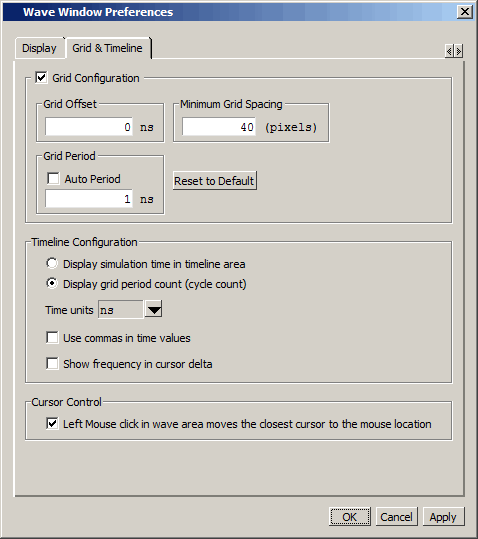 Wave Window Preferences
Display
Grid & Timeline
Grid Configuration
Grid Offset
0 ns
Minimum Grid Spacing
40 (pixels)
Grid Period
Auto Period
1 ns
Reset to Default
Timeline Configuration
Display simulation time in timeline area
Display grid period count (cycle count)
Time units ns
Use commas in time values
Show frequency in cursor delta
Cursor Control
Left Mouse click in wave area moves the closest cursor to the mouse location
OK Cancel Apply